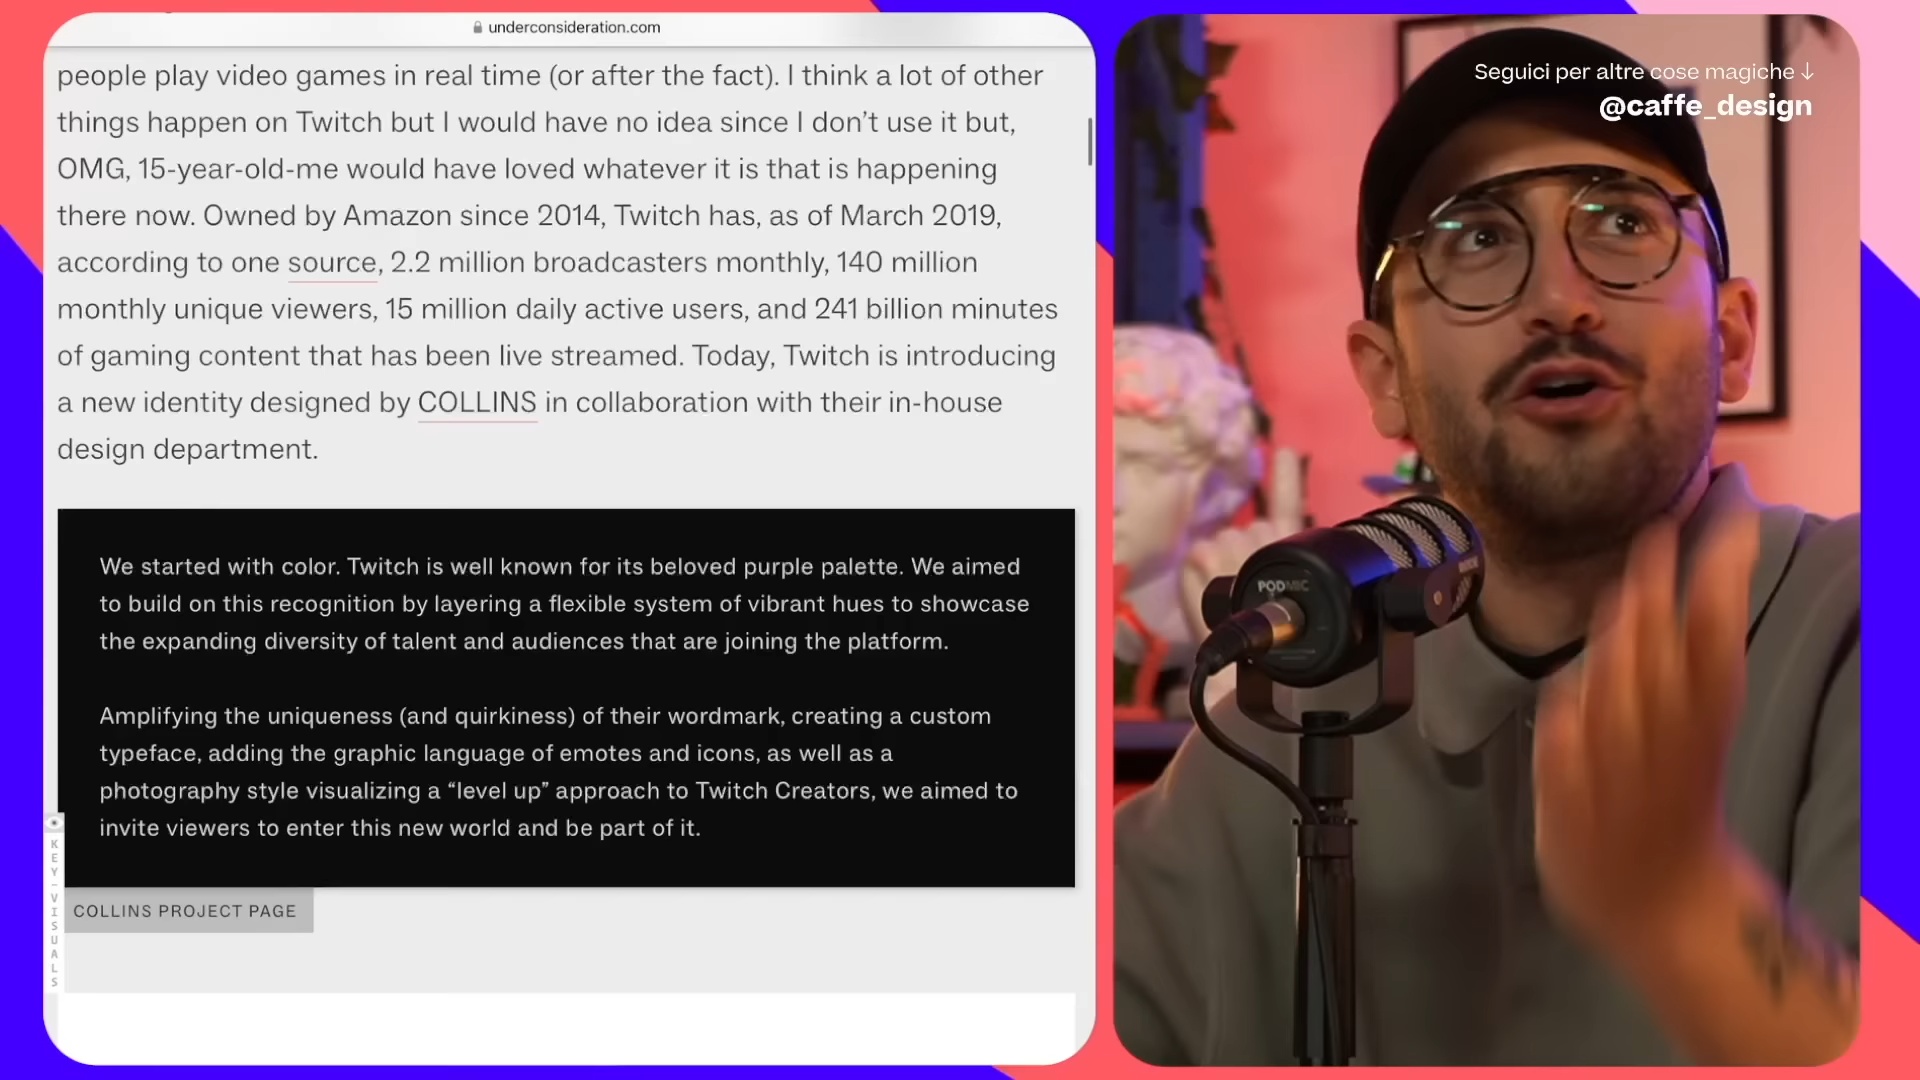 underconsideration.com
people play video games in real time (or after the fact). I think a lot of other
things happen on Twitch but I would have no idea since I don’t use it but,
OMG, 15-year-old-me would have loved whatever it is that is happening
there now. Owned by Amazon since 2014, Twitch has, as of March 2019,
according to one source, 2.2 million broadcasters monthly, 140 million
monthly unique viewers, 15 million daily active users, and 241 billion minutes
of gaming content that has been live streamed. Today, Twitch is introducing
a new identity designed by COLLINS in collaboration with their in-house
design department.
We started with color. Twitch is well known for its beloved purple palette. We aimed
to build on this recognition by layering a flexible system of vibrant hues to showcase
the expanding diversity of talent and audiences that are joining the platform.
Amplifying the uniqueness (and quirkiness) of their wordmark, creating a custom
typeface, adding the graphic language of emotes and icons, as well as a
photography style visualizing a “level up” approach to Twitch Creators, we aimed to
invite viewers to enter this new world and be part of it.
KEY-VISUALS
COLLINS PROJECT PAGE
Seguici per altre cose magiche ↓
@caffe_design
PODMIC